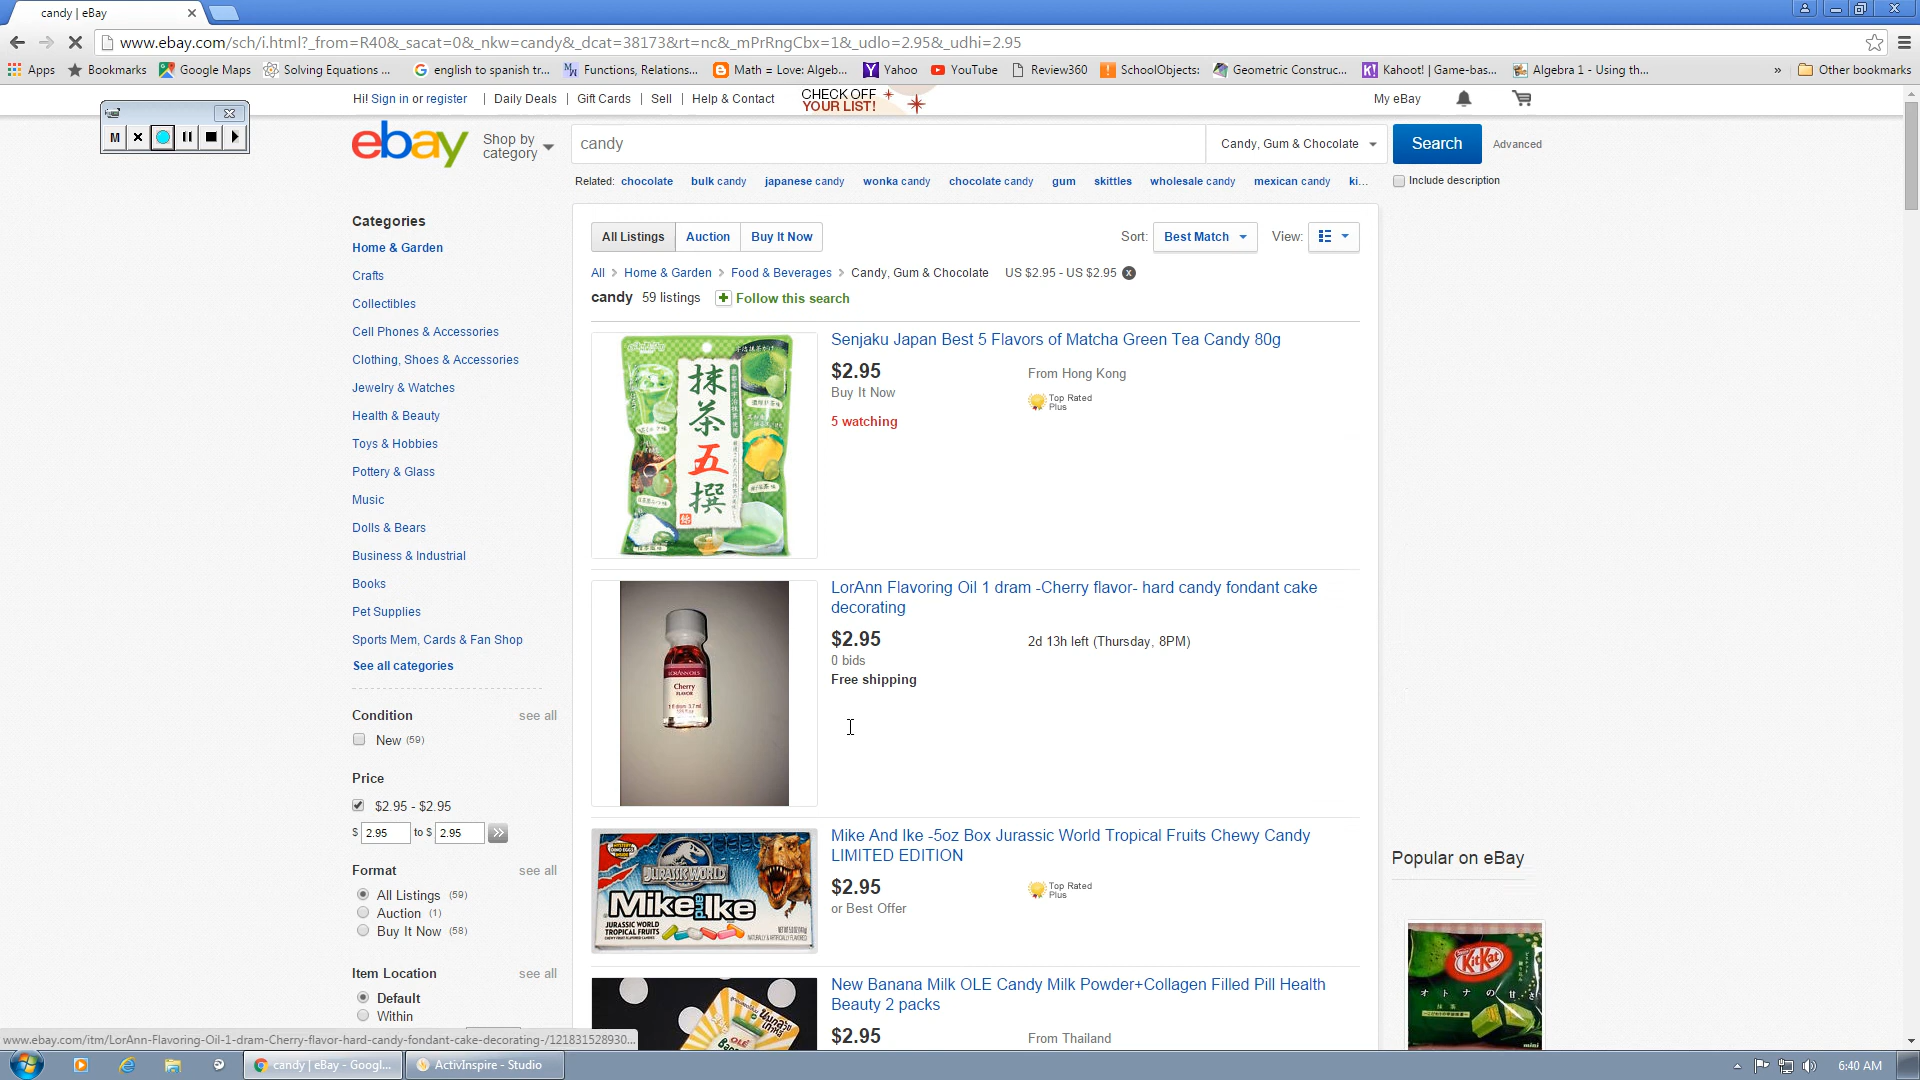 candy | eBay
www.ebay.com/sch/i.html?_from=R40&_sacat=0&_nkw=candy&_dcat=38173&rt=nc&_mPrRngCbx=1&_udlo=2.95&_udhi=2.95
Apps Bookmarks Google Maps Solving Equations ... english to spanish tr... Functions, Relations... Math = Love: Algeb... Yahoo YouTube Review360 SchoolObjects: Geometric Construc... Kahoot! | Game-bas... Algebra 1 - Using th... » Other bookmarks
Hi! Sign in or register | Daily Deals | Gift Cards | Sell | Help & Contact
CHECK OFF
YOUR LIST!
My eBay
M
ebay
Shop by
category
candy
Candy, Gum & Chocolate
Search
Advanced
Related: chocolate bulk candy japanese candy wonka candy chocolate candy gum skittles wholesale candy mexican candy ki...
Include description
Categories
Home & Garden
Crafts
Collectibles
Cell Phones & Accessories
Clothing, Shoes & Accessories
Jewelry & Watches
Health & Beauty
Toys & Hobbies
Pottery & Glass
Music
Dolls & Bears
Business & Industrial
Books
Pet Supplies
Sports Mem, Cards & Fan Shop
See all categories
Condition see all
New (59)
Price
$2.95 - $2.95
$ 2.95 to $ 2.95
Format see all
All Listings (59)
Auction (1)
Buy It Now (58)
Item Location see all
Default
Within
All Listings Auction Buy It Now
Sort: Best Match View:
All > Home & Garden > Food & Beverages > Candy, Gum & Chocolate US $2.95 - US $2.95
candy 59 listings Follow this search
抹茶五撰
Senjaku Japan Best 5 Flavors of Matcha Green Tea Candy 80g
$2.95
Buy It Now
5 watching
From Hong Kong
Top Rated
Plus
LORANN OILS
Cherry
FLAVOR
LorAnn Flavoring Oil 1 dram -Cherry flavor- hard candy fondant cake
decorating
$2.95
0 bids
Free shipping
2d 13h left (Thursday, 8PM)
JURASSIC WORLD
Mike and Ike
JURASSIC WORLD
TROPICAL FRUITS
Mike And Ike -5oz Box Jurassic World Tropical Fruits Chewy Candy
LIMITED EDITION
$2.95
or Best Offer
Top Rated
Plus
New Banana Milk OLE Candy Milk Powder+Collagen Filled Pill Health
Beauty 2 packs
$2.95
From Thailand
Popular on eBay
KitKat
オトナの甘さ
mini
www.ebay.com/itm/LorAnn-Flavoring-Oil-1-dram-Cherry-flavor-hard-candy-fondant-cake-decorating-/121831528930...
candy | eBay - Googl...
ActivInspire - Studio
6:40 AM